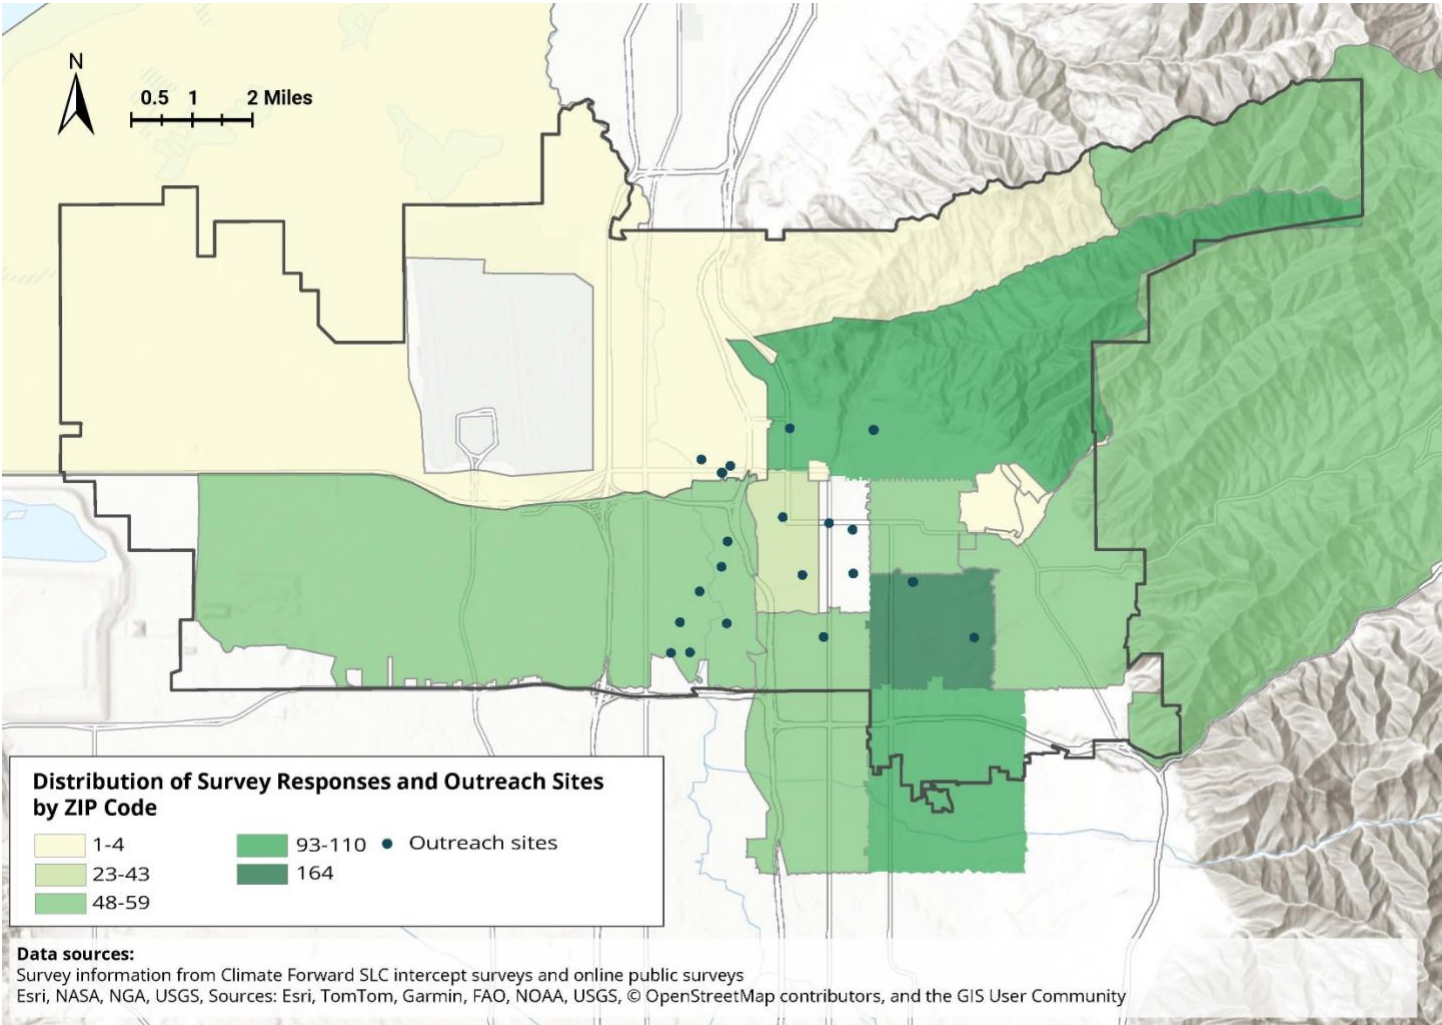 N
0.5 1 2 Miles
Distribution of Survey Responses and Outreach Sites
by ZIP Code
1-4
23-43
48-59
93-110
164
Outreach sites
Data sources:
Survey information from Climate Forward SLC intercept surveys and online public surveys
Esri, NASA, NGA, USGS, Sources: Esri, TomTom, Garmin, FAO, NOAA, USGS, © OpenStreetMap contributors, and the GIS User Community